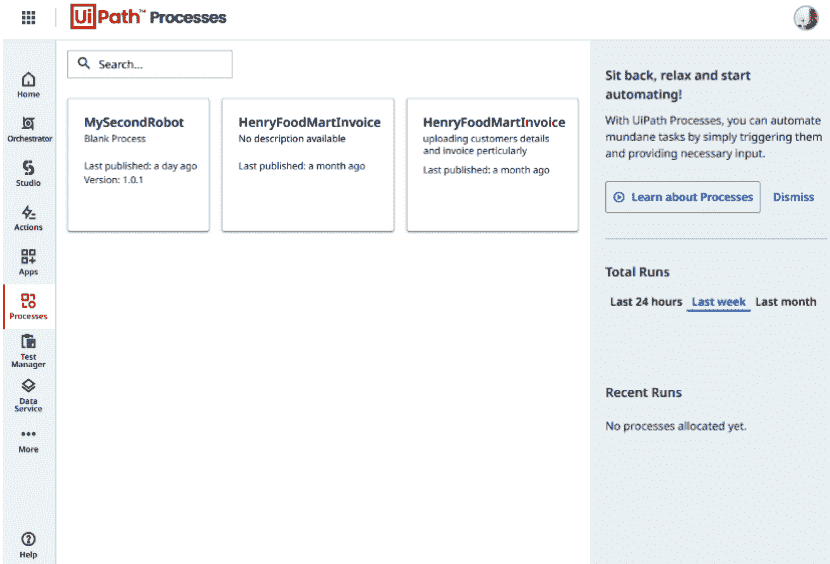 UiPath™ Processes
Home
Orchestrator
Studio
Actions
Apps
Processes
Test
Manager
Data
Service
More
Help
Search...
MySecondRobot
Blank Process
Last published: a day ago
Version: 1.0.1
HenryFoodMartInvoice
No description available
Last published: a month ago
HenryFoodMartInvoice
uploading customers details
and invoice perticularly
Last published: a month ago
Sit back, relax and start
automating!
With UiPath Processes, you can automate
mundane tasks by simply triggering them
and providing necessary input.
Learn about Processes Dismiss
Total Runs
Last 24 hours Last week Last month
Recent Runs
No processes allocated yet.